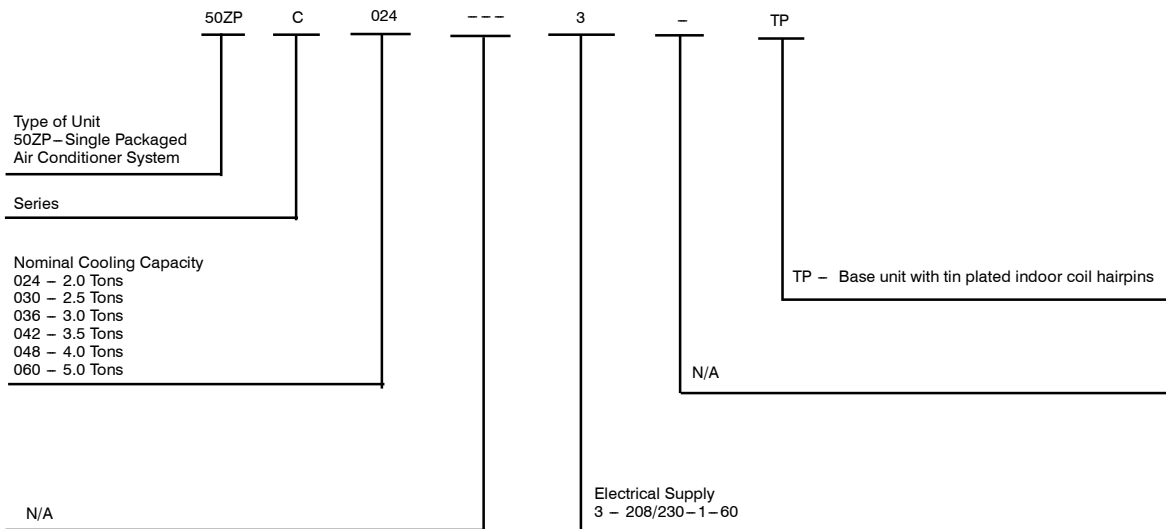 50ZP C 024 --- 3 - TP
Type of Unit
50ZP-Single Packaged
Air Conditioner System
Series
Nominal Cooling Capacity
024 - 2.0 Tons
030 - 2.5 Tons
036 - 3.0 Tons
042 - 3.5 Tons
048 - 4.0 Tons
060 - 5.0 Tons
TP - Base unit with tin plated indoor coil hairpins
N/A
Electrical Supply
3 - 208/230-1-60
N/A